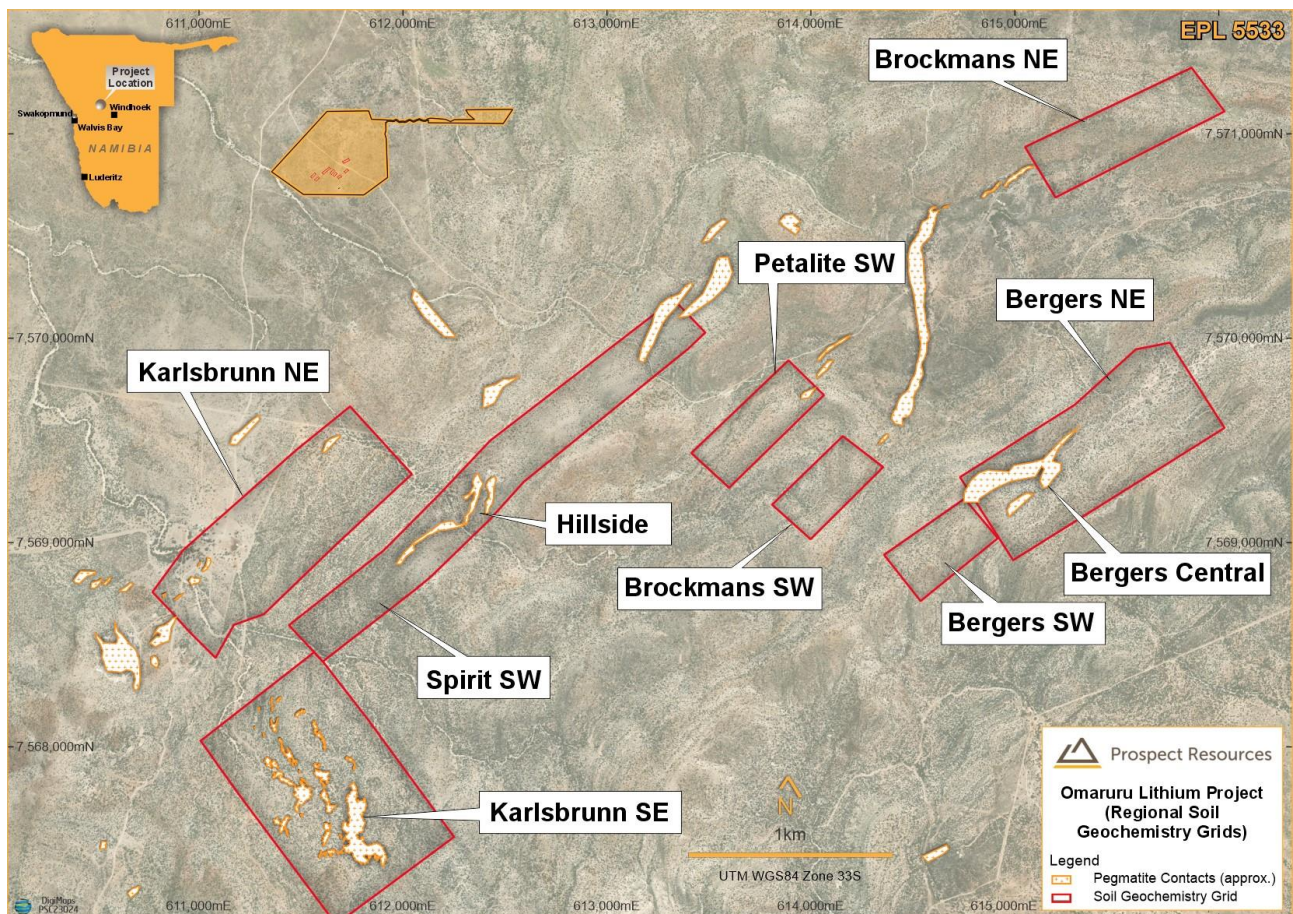 611,000mE
612,000mE
613,000mE
614,000mE
615,000mE
EPL 5533
Project
Location
Swakopmund
Windhoek
Walvis Bay
NAMIBIA
Luderitz
Brockmans NE
7,571,000mN
Petalite SW
Bergers NE
7,570,000mN
7,570,000mN
Karlsbrunn NE
Hillside
7,569,000mN
7,569,000mN
Brockmans SW
Bergers Central
Bergers SW
Spirit SW
7,568,000mN
Karlsbrunn SE
N
1km
UTM WGS84 Zone 33S
Prospect Resources
Omaruru Lithium Project
(Regional Soil
Geochemistry Grids)
Legend
Pegmatite Contacts (approx.)
Soil Geochemistry Grid
DigiMaps
PSC23024
611,000mE
612,000mE
613,000mE
614,000mE
615,000mE